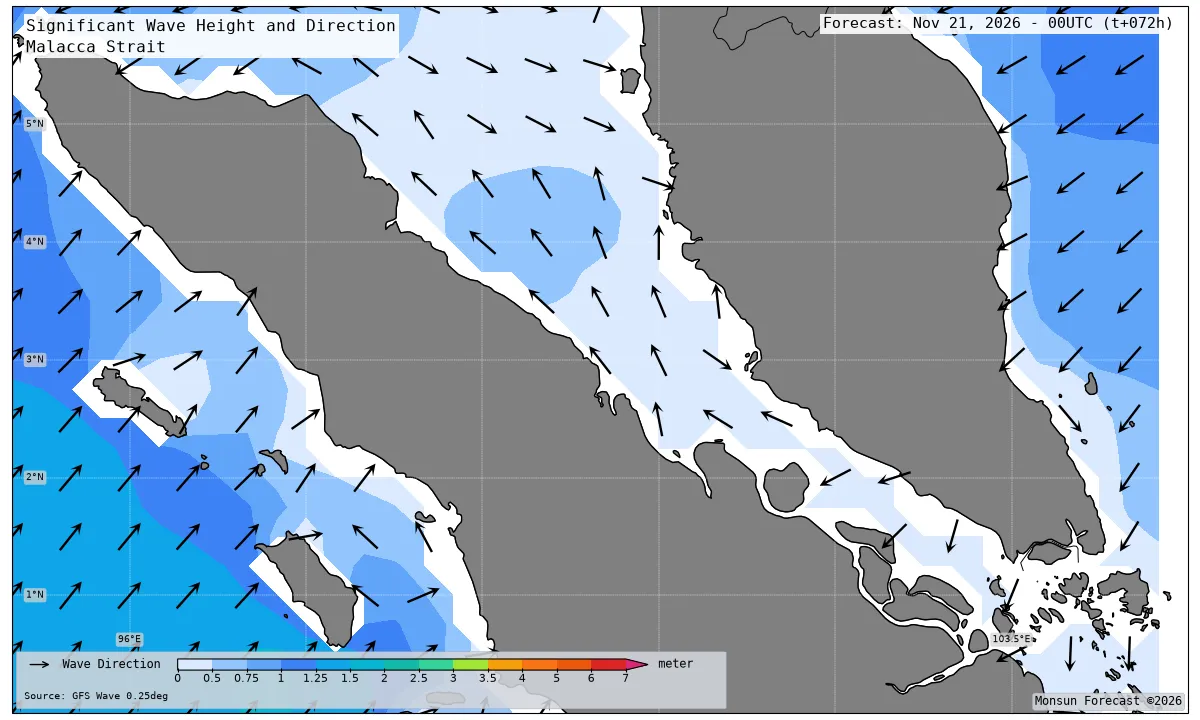 Significant Wave Height and Direction
Malacca Strait
Forecast: Nov 21, 2026 - 00UTC (t+072h)
5°N
4°N
3°N
2°N
1°N
96°E
103.5°E
Wave Direction
0 0.5 0.75 1 1.25 1.5 2 2.5 3 3.5 4 5 6 7
meter
Source: GFS Wave 0.25deg
Monsun Forecast ©2026